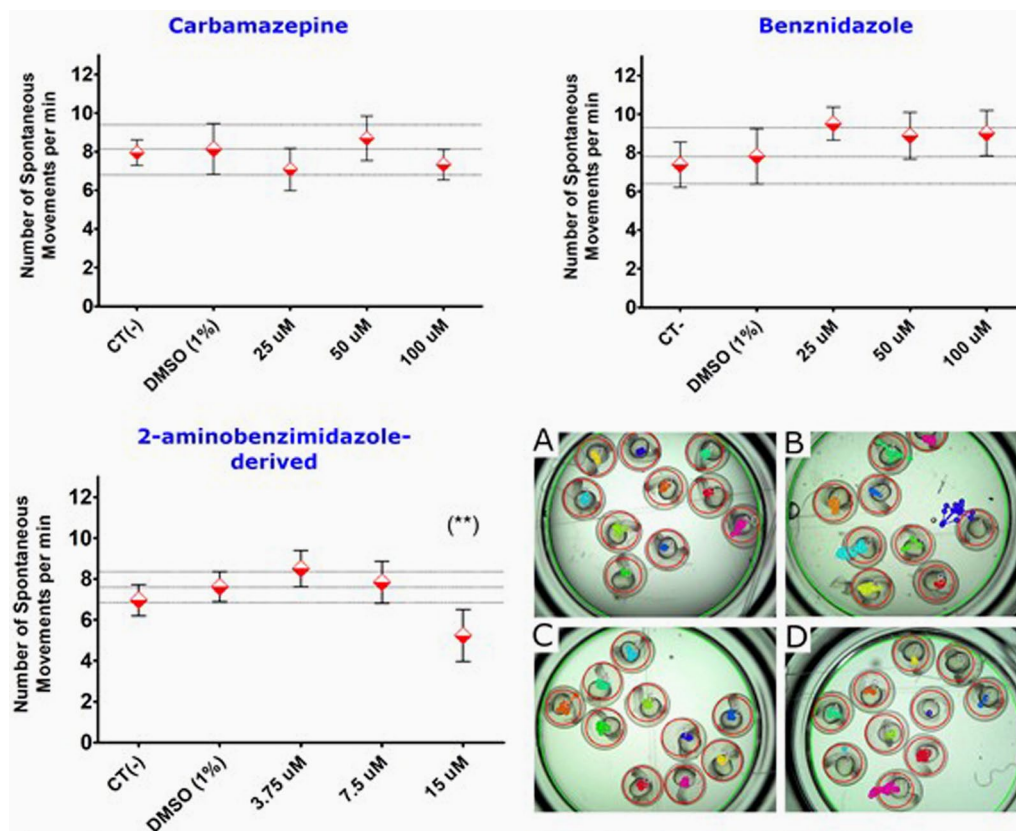 Carbamazepine
Number of Spontaneous
Movements per min
12
10
8
6
4
2
0
CT(-)
DMSO (1%)
25 uM
50 uM
100 uM
Benznidazole
Number of Spontaneous
Movements per min
12
10
8
6
4
2
0
CT-
DMSO (1%)
25 uM
50 uM
100 uM
2-aminobenzimidazole-
derived
Number of Spontaneous
Movements per min
12
10
8
6
4
2
0
(**)
CT(-)
DMSO (1%)
3.75 uM
7.5 uM
15 uM
A
B
C
D